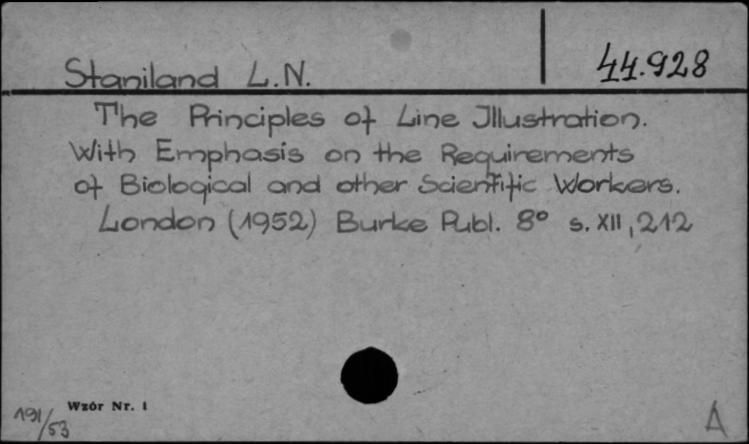 Staniland L.N.
44.928
The Principles of Line Illustration.
With Emphasis on the Requirements
of Biological and other Scientific Workers.
London (1952) Burke Publ. 8° s. XII, 212
191/53
Wzór Nr. 1
A